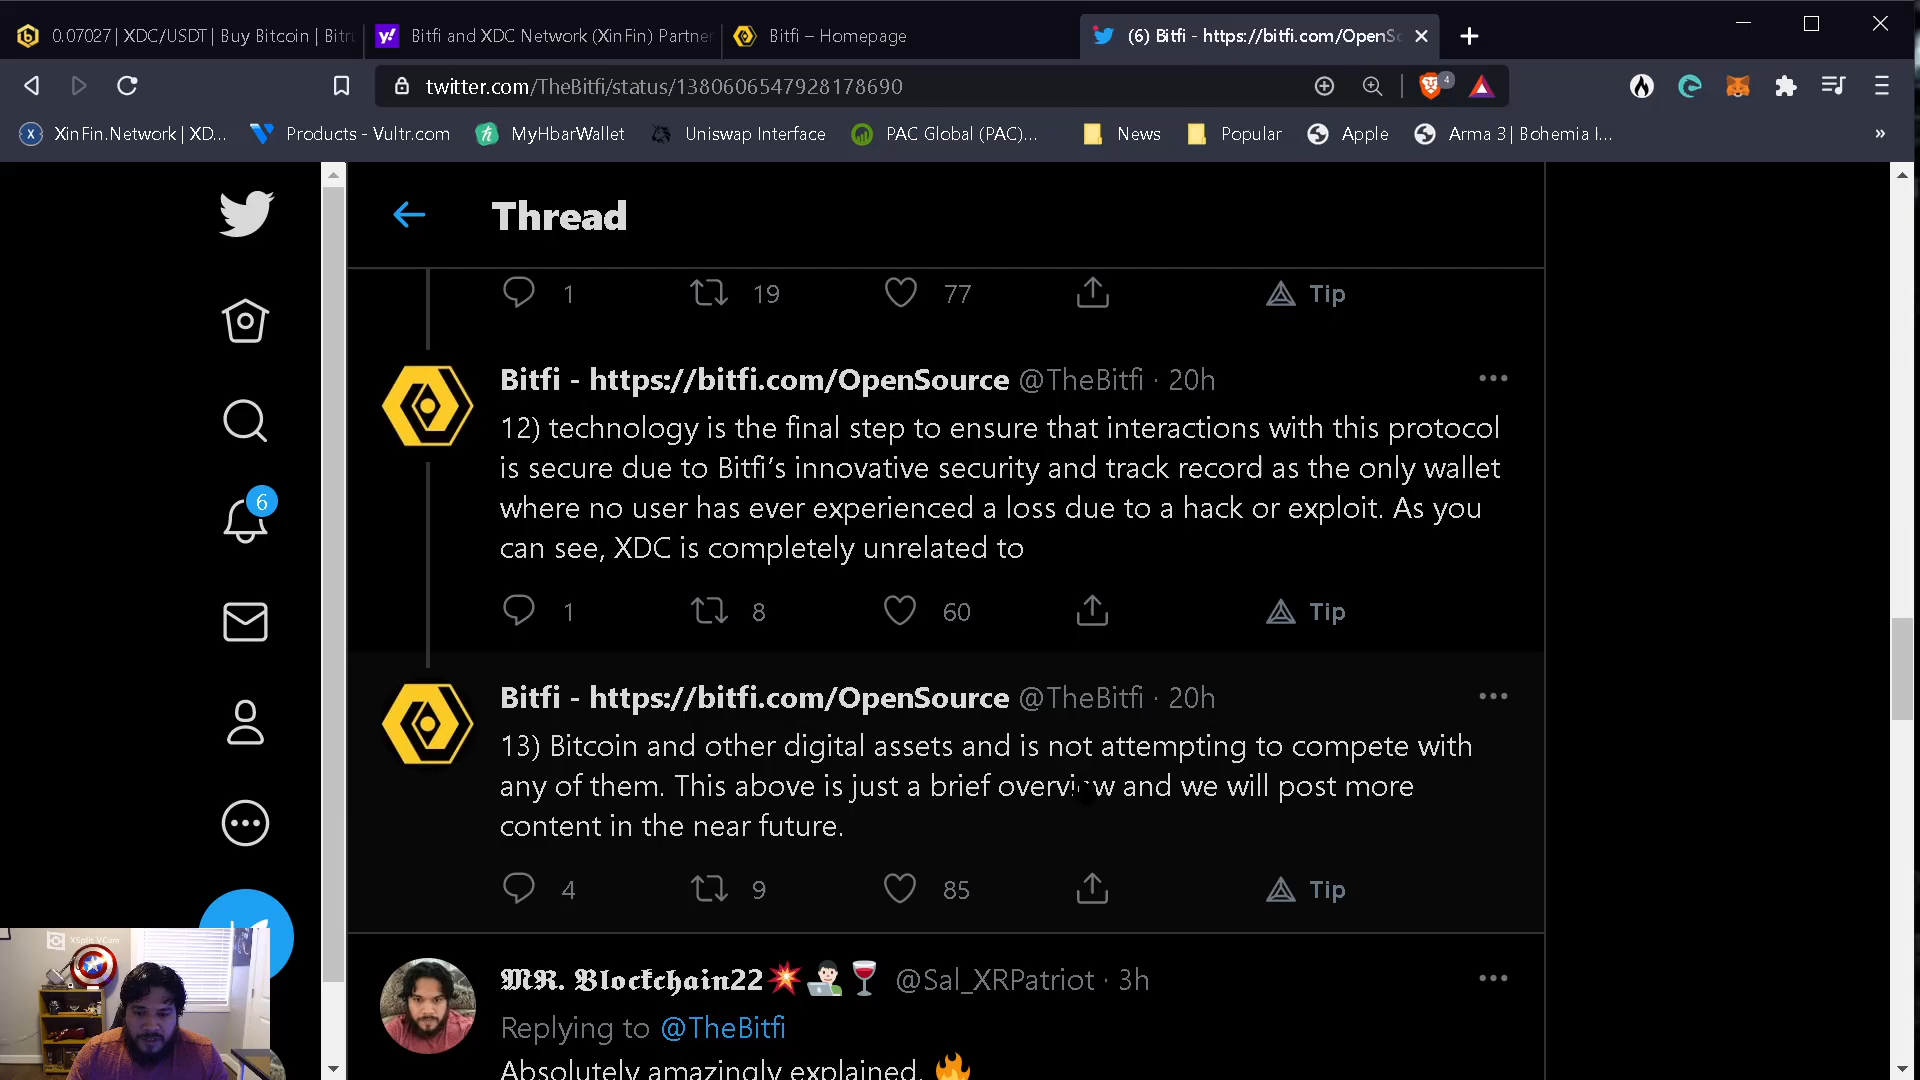 0.07027 | XDC/USDT | Buy Bitcoin | Bitru
Bitfi and XDC Network (XinFin) Partner
Bitfi – Homepage
(6) Bitfi - https://bitfi.com/OpenSc
twitter.com/TheBitfi/status/1380606547928178690
4
XinFin.Network | XD...
Products - Vultr.com
MyHbarWallet
Uniswap Interface
PAC Global (PAC)...
News
Popular
Apple
Arma 3 | Bohemia I...
»
Thread
1
19
77
Tip
Bitfi - https://bitfi.com/OpenSource @TheBitfi · 20h
12) technology is the final step to ensure that interactions with this protocol
is secure due to Bitfi’s innovative security and track record as the only wallet
where no user has ever experienced a loss due to a hack or exploit. As you
can see, XDC is completely unrelated to
6
1
8
60
Tip
Bitfi - https://bitfi.com/OpenSource @TheBitfi · 20h
13) Bitcoin and other digital assets and is not attempting to compete with
any of them. This above is just a brief overview and we will post more
content in the near future.
4
9
85
Tip
XSplit VCam
𝕸𝕽. 𝕭𝖑𝖔𝖈𝖐𝖈𝖍𝖆𝖎𝖓22💥👨🏻‍💻🍷 @Sal_XRPatriot · 3h
Replying to @TheBitfi
Absolutely amazingly explained. 🔥